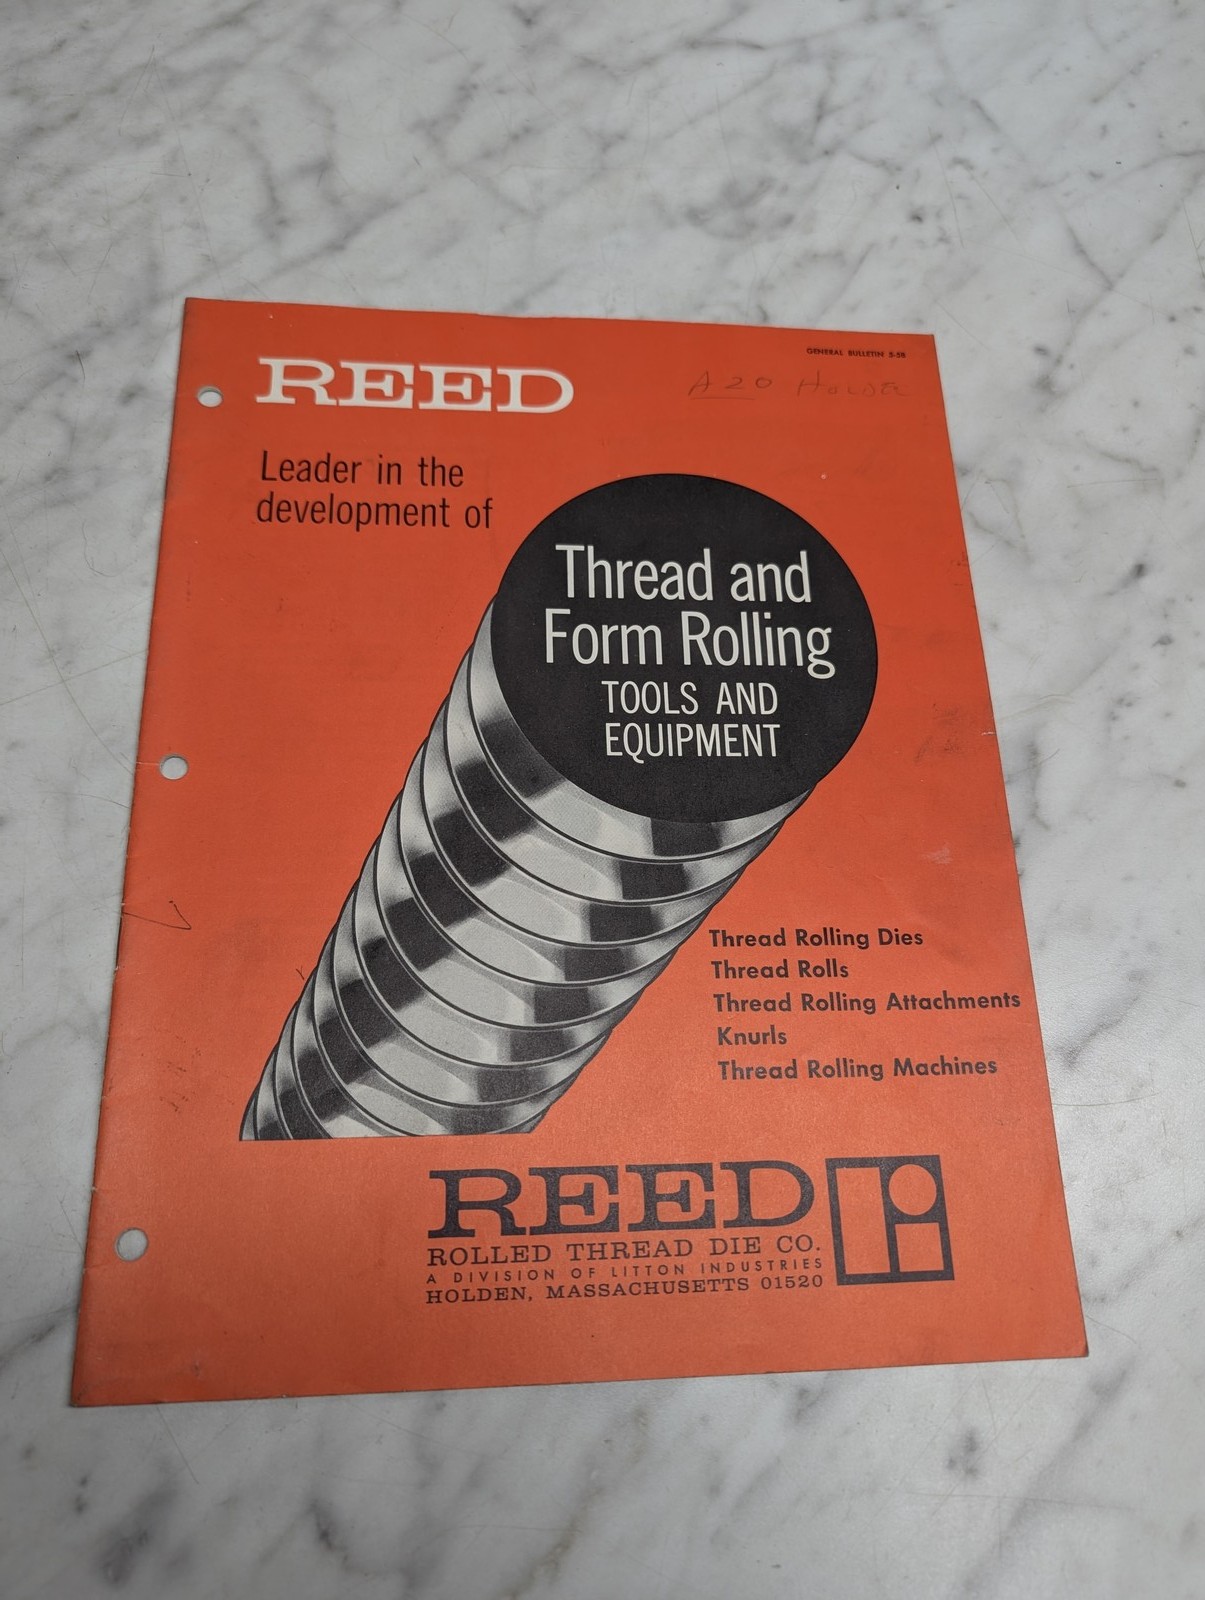 GENERAL BULLETIN S-5B
REED
A20 HOLDER
Leader in the
development of
Thread and
Form Rolling
TOOLS AND
EQUIPMENT
Thread Rolling Dies
Thread Rolls
Thread Rolling Attachments
Knurls
Thread Rolling Machines
REED
ROLLED THREAD DIE CO.
A DIVISION OF LITTON INDUSTRIES
HOLDEN, MASSACHUSETTS 01520